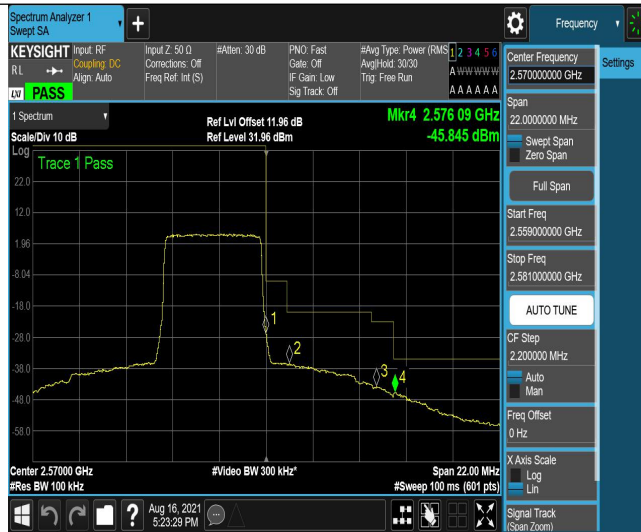 Spectrum Analyzer 1
Swept SA
+
Frequency
KEYSIGHT
RL
LXI PASS
Input: RF
Coupling: DC
Align: Auto
Input Z: 50 Ω
Corrections: Off
Freq Ref: Int (S)
#Atten: 30 dB
PNO: Fast
Gate: Off
IF Gain: Low
Sig Track: Off
#Avg Type: Power (RMS
Avg|Hold: 30/30
Trig: Free Run
1 2 3 4 5 6
A W W W W W
A A A A A A
1 Spectrum
Scale/Div 10 dB
Ref Lvl Offset 11.96 dB
Ref Level 31.96 dBm
Mkr4 2.576 09 GHz
-45.845 dBm
Log
Trace 1 Pass
22.0
12.0
1.96
-8.04
-18.0
-28.0
-38.0
-48.0
-58.0
1
2
3
4
Center 2.57000 GHz
#Res BW 100 kHz
#Video BW 300 kHz*
Span 22.00 MHz
#Sweep 100 ms (601 pts)
Center Frequency
2.570000000 GHz
Settings
Span
22.0000000 MHz
Swept Span
Zero Span
Full Span
Start Freq
2.559000000 GHz
Stop Freq
2.581000000 GHz
AUTO TUNE
CF Step
2.200000 MHz
Auto
Man
Freq Offset
0 Hz
X Axis Scale
Log
Lin
Signal Track
(Span Zoom)
?
Aug 16, 2021
5:23:29 PM